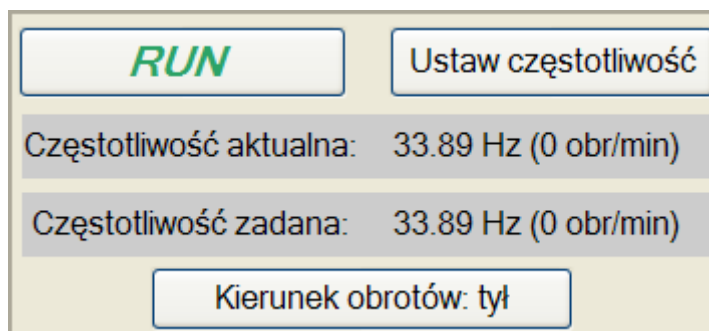 RUN Ustaw częstotliwość
Częstotliwość aktualna: 33.89 Hz (0 obr/min)
Częstotliwość zadana: 33.89 Hz (0 obr/min)
Kierunek obrotów: tył